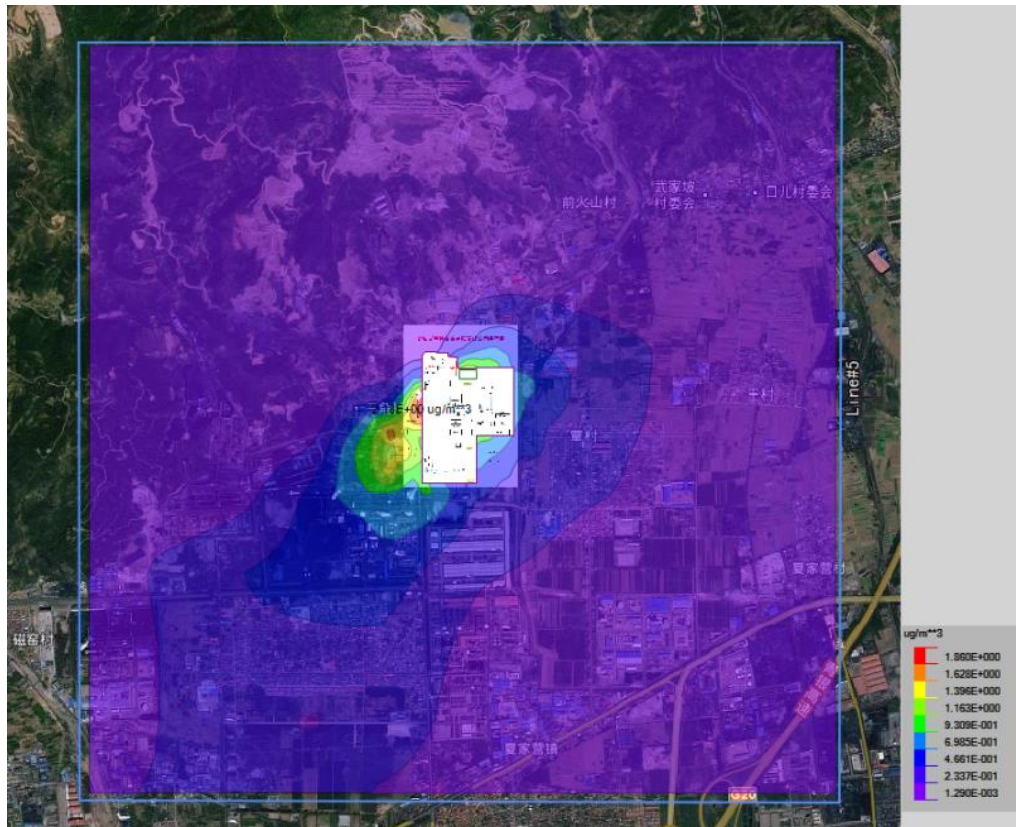 武家坡
村委会
口儿村委会
前火山村
Line#5
E+00 ug/m**3
覃村
夏家营村
磁窑村
夏家营镇
G20
ug/m**3
1.860E+000
1.628E+000
1.396E+000
1.163E+000
9.309E-001
6.985E-001
4.661E-001
2.337E-001
1.290E-003